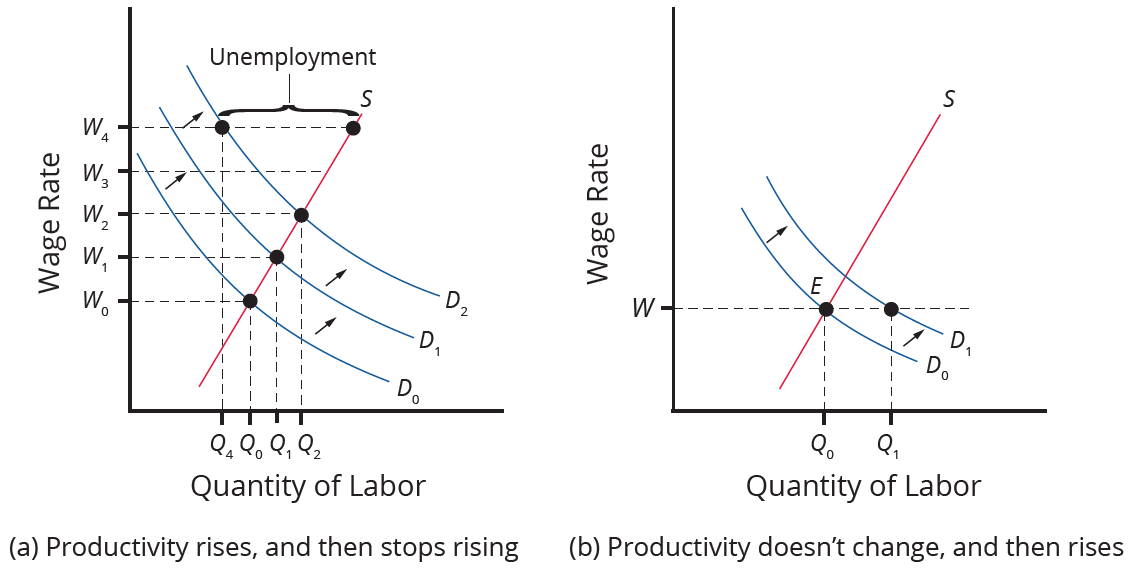 Unemployment
S
W4
W3
W2
W1
W0
Wage Rate
D2
D1
D0
Q4 Q0 Q1 Q2
Quantity of Labor
(a) Productivity rises, and then stops rising
W
Wage Rate
S
E
W
D1
D0
Q0 Q1
Quantity of Labor
(b) Productivity doesn’t change, and then rises